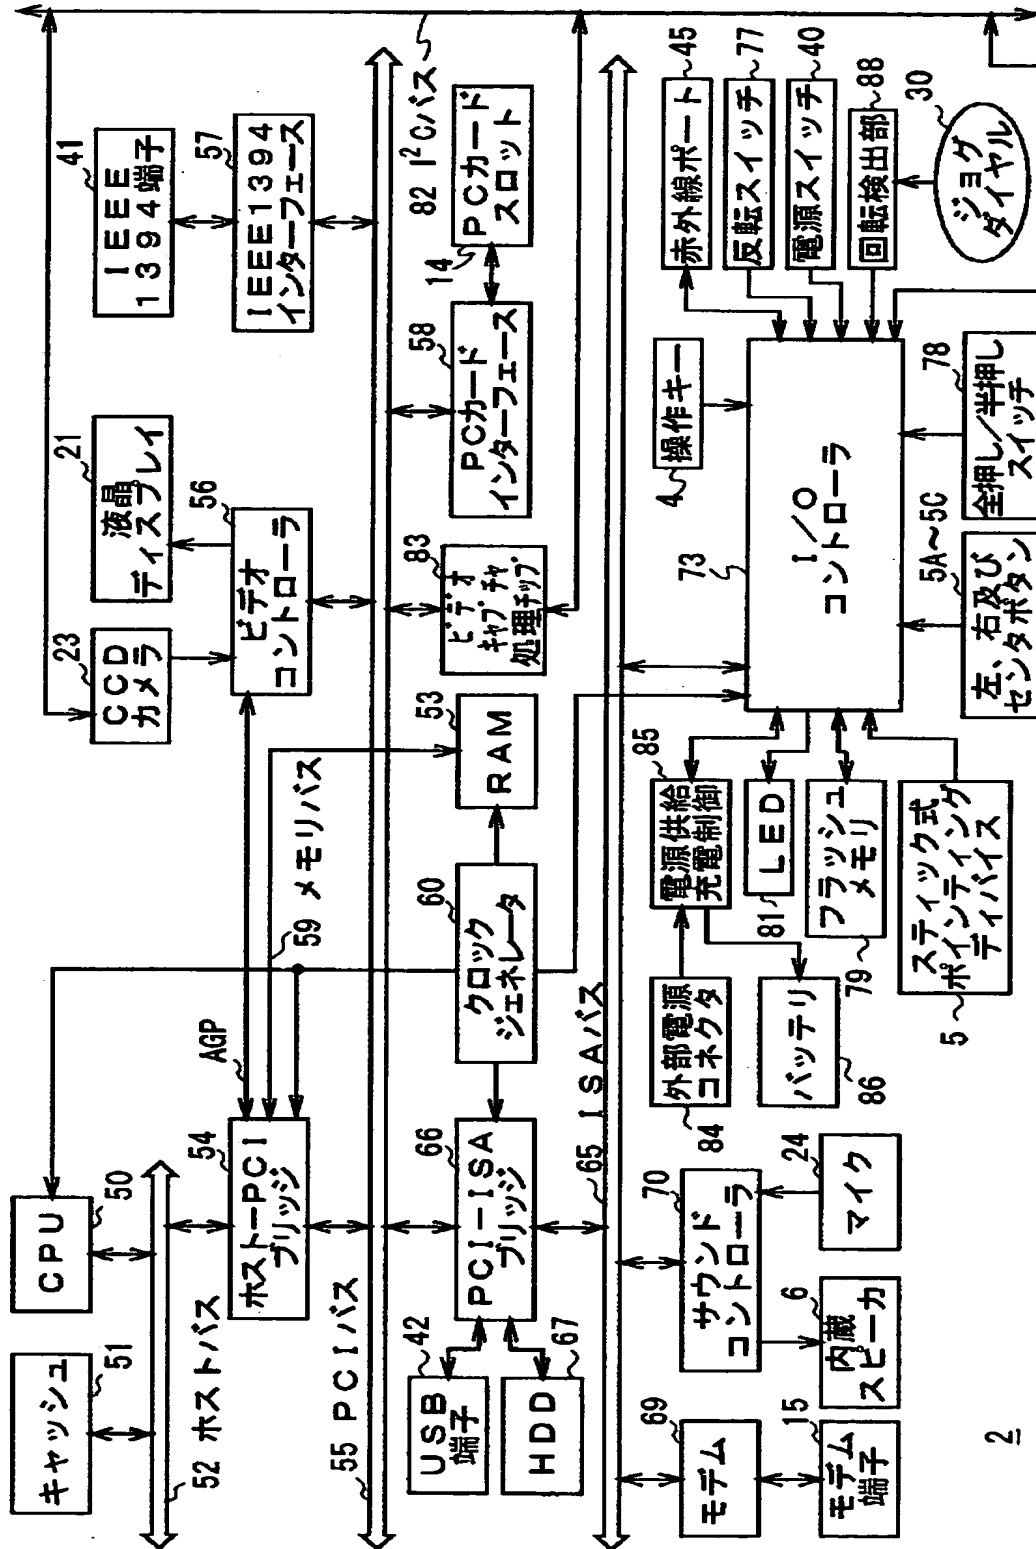 キャッシュ
51
CPU
50
52 ホストバス
ホスト-PCI
ブリッジ
54
AGP
59 メモリバス
CCD
カメラ
23
液晶
ディスプレイ
21
ビデオ
コントローラ
56
IEEE
1394端子
41
IEEE1394
インターフェース
57
55 PCIバス
82 I²Cバス
USB
端子
42
HDD
67
PCI-ISA
ブリッジ
66
クロック
ジェネレータ
60
RAM
53
ビデオ
キャプチャ
処理チップ
83
PCカード
インターフェース
58
PCカード
スロット
14
65 ISAバス
モデム
69
モデム
端子
15
サウンド
コントローラ
70
内蔵
スピーカ
6
マイク
24
外部電源
コネクタ
84
電源供給
充電制御
85
バッテリ
86
LED
81
フラッシュ
メモリ
79
スティック式
ポインティング
ディバイス
5
I/O
コントローラ
73
操作キー
4
左、右及び
センタボタン
5A～5C
全押し/半押し
スイッチ
78
赤外線ポート
45
反転スイッチ
77
電源スイッチ
40
回転検出部
88
ジョグ
ダイヤル
30
2